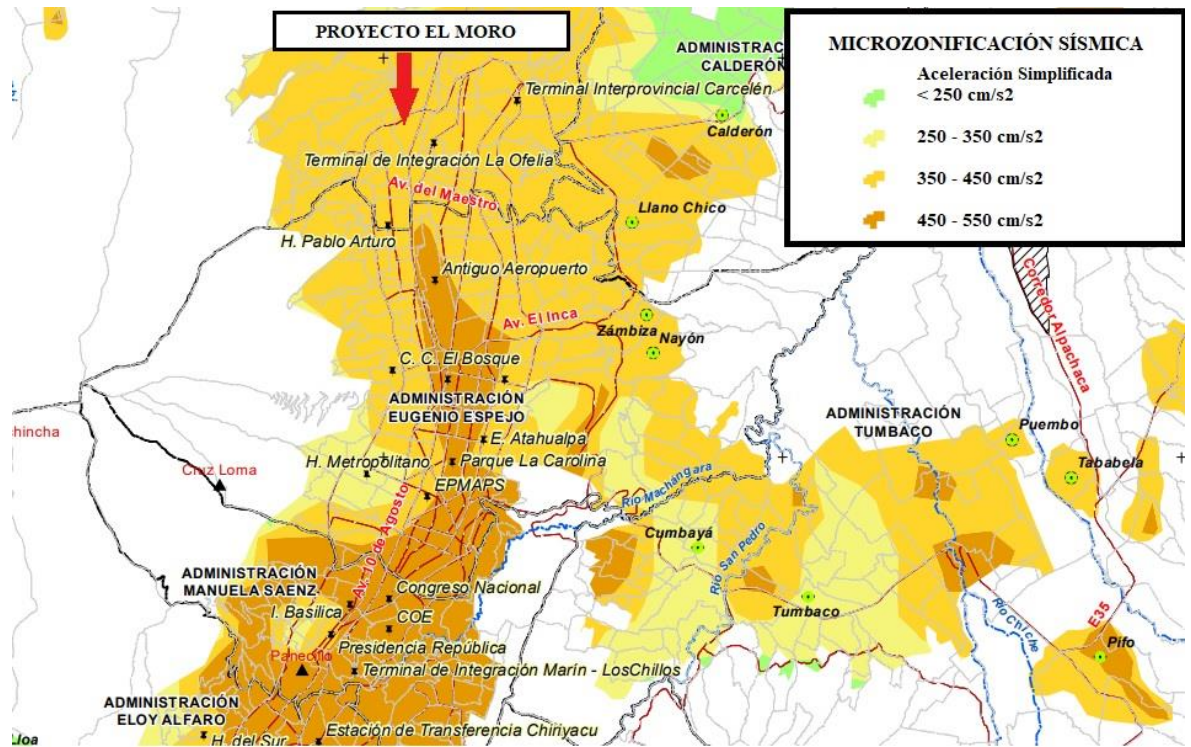 PROYECTO EL MORO
MICROZONIFICACIÓN SÍSMICA
Aceleración Simplificada
< 250 cm/s2
250 - 350 cm/s2
350 - 450 cm/s2
450 - 550 cm/s2
ADMINISTRAC
CALDERÓN
Terminal Interprovincial Carcelén
Calderón
Terminal de Integración La Ofelia
Av. del Maestro
Llano Chico
H. Pablo Arturo
Antiguo Aeropuerto
Corredor Alpachaca
Av. El Inca
Zámbiza
Nayón
C. C. El Bosque
ADMINISTRACIÓN
EUGENIO ESPEJO
ADMINISTRACIÓN
TUMBACO
Puembo
E. Atahualpa
chincha
Cruz Loma
H. Metropolitano
Parque La Carolina
Tababela
EPMAPS
Río Machángara
Av. 10 de Agosto
Cumbayá
Río San Pedro
ADMINISTRACIÓN
MANUELA SAENZ
Congreso Nacional
I. Basilica
COE
Tumbaco
Río Chiche
E35
Presidencia República
Panecillo
Terminal de Integración Marín - LosChillos
Pifo
ADMINISTRACIÓN
ELOY ALFARO
Lloa
H. del Sur
Estación de Transferencia Chiriyacu